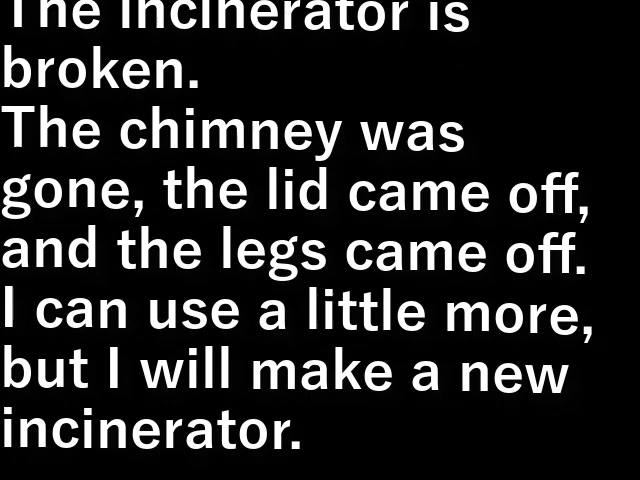 The incinerator is
broken.
The chimney was
gone, the lid came off,
and the legs came off.
I can use a little more,
but I will make a new
incinerator.